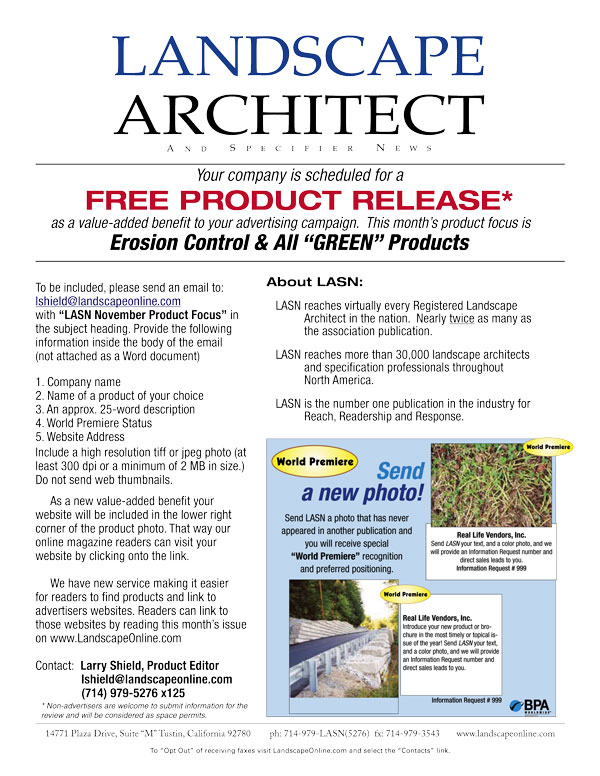 LANDSCAPE
ARCHITECT
AND SPECIFIER NEWS
Your company is scheduled for a
FREE PRODUCT RELEASE*
as a value-added benefit to your advertising campaign. This month's product focus is
Erosion Control & All “GREEN” Products
To be included, please send an email to:
lshield@landscapeonline.com
with “LASN November Product Focus” in
the subject heading. Provide the following
information inside the body of the email
(not attached as a Word document)
1. Company name
2. Name of a product of your choice
3. An approx. 25-word description
4. World Premiere Status
5. Website Address
Include a high resolution tiff or jpeg photo (at
least 300 dpi or a minimum of 2 MB in size.)
Do not send web thumbnails.
As a new value-added benefit your
website will be included in the lower right
corner of the product photo. That way our
online magazine readers can visit your
website by clicking onto the link.
We have new service making it easier
for readers to find products and link to
advertisers websites. Readers can link to
those websites by reading this month's issue
on www.LandscapeOnline.com
Contact: Larry Shield, Product Editor
lshield@landscapeonline.com
(714) 979-5276 x125
* Non-advertisers are welcome to submit information for the
review and will be considered as space permits.
About LASN:
LASN reaches virtually every Registered Landscape
Architect in the nation. Nearly twice as many as
the association publication.
LASN reaches more than 30,000 landscape architects
and specification professionals throughout
North America.
LASN is the number one publication in the industry for
Reach, Readership and Response.
World Premiere
Send
a new photo!
Send LASN a photo that has never
appeared in another publication and
you will receive special
“World Premiere” recognition
and preferred positioning.
World Premiere
Real Life Vendors, Inc.
Send LASN your text, and a color photo, and we
will provide an Information Request number and
direct sales leads to you.
Information Request # 999
World Premiere
Real Life Vendors, Inc.
Introduce your new product or bro-
chure in the most timely or topical is-
sue of the year! Send LASN your text,
and a color photo, and we will provide
an Information Request number and
direct sales leads to you.
Information Request # 999
BPA
WORLDWIDE
14771 Plaza Drive, Suite “M” Tustin, California 92780 ph: 714-979-LASN(5276) fx: 714-979-3543 www.landscapeonline.com
To “Opt Out” of receiving faxes visit LandscapeOnline.com and select the “Contacts” link.